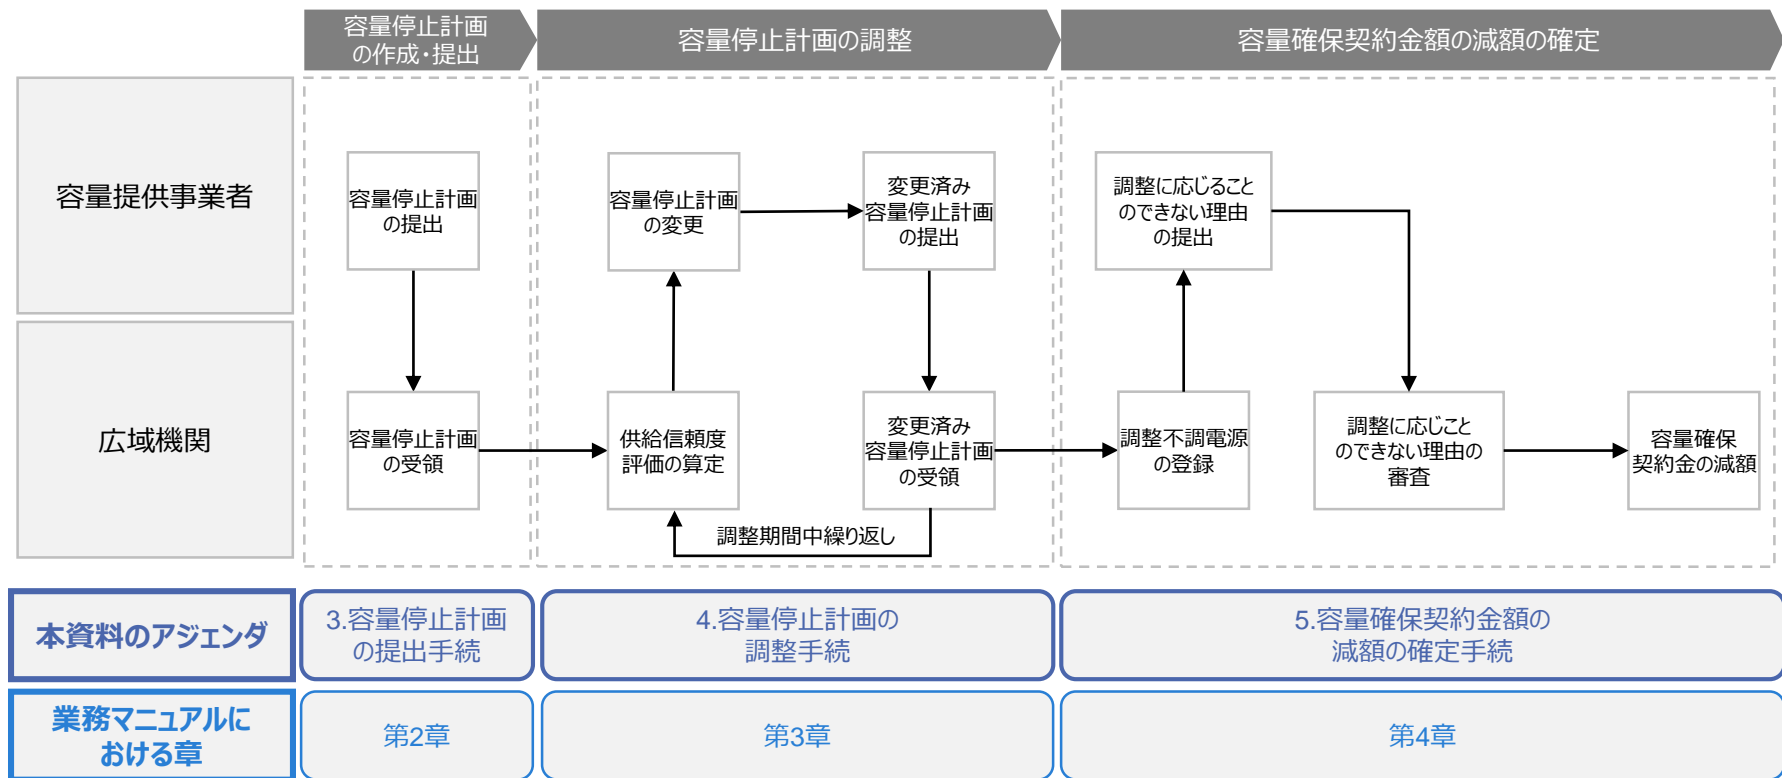 容量停止計画
の作成・提出
容量停止計画の調整
容量確保契約金額の減額の確定
容量提供事業者
容量停止計画
の提出
容量停止計画
の変更
変更済み
容量停止計画
の提出
調整に応じること
のできない理由
の提出
広域機関
容量停止計画
の受領
供給信頼度
評価の算定
変更済み
容量停止計画
の受領
調整不調電源
の登録
調整に応じこと
のできない理由の
審査
容量確保
契約金の減額
調整期間中繰り返し
本資料のアジェンダ
3.容量停止計画
の提出手続
4.容量停止計画の
調整手続
5.容量確保契約金額の
減額の確定手続
業務マニュアルに
おける章
第2章
第3章
第4章